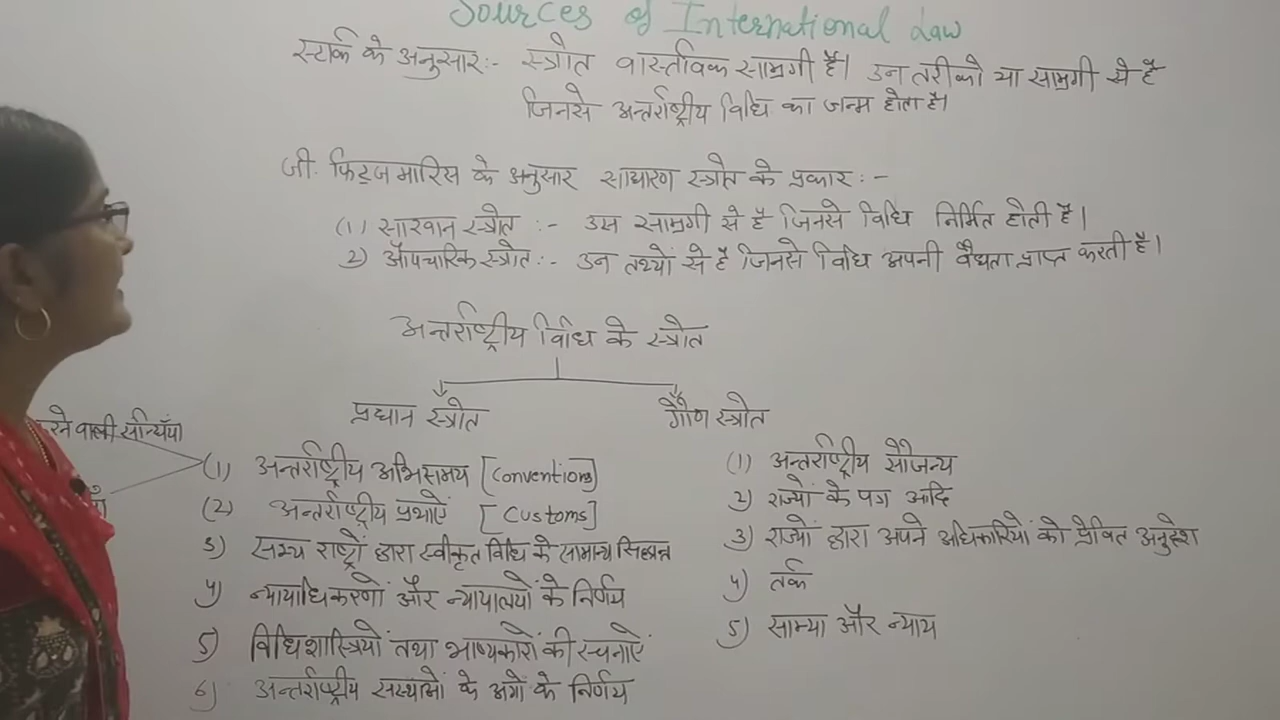 Sources of International Law
स्टार्क के अनुसार:- स्त्रोत वास्तविक सामग्री है। उन तरीको या सामग्री से है
जिनसे अन्तर्राष्ट्रीय विधि का जन्म होता है।
जी. फिट्जमारिस के अनुसार साधारण स्त्रोत के प्रकार:-
(1) सारवान स्त्रोत :- उस सामग्री से है जिनसे विधि निर्मित होती है।
2) औपचारिक स्त्रोत:- उन तथ्यों से है जिनसे विधि अपनी वैधता प्राप्त करती है।
अन्तर्राष्ट्रीय विधि के स्त्रोत
प्रधान स्त्रोत
गौण स्त्रोत
वाली सन्धियाँ
(1) अन्तर्राष्ट्रीय अभिसमय [Conventions]
(2) अन्तर्राष्ट्रीय प्रथाऐं [Customs]
3) सभ्य राष्ट्रों द्वारा स्वीकृत विधि के सामान्य सिद्धान्त
4) न्यायाधिकरणों और न्यायालयों के निर्णय
5) विधिशास्त्रियों तथा भाष्यकारों की रचनाऐं
6) अन्तर्राष्ट्रीय सस्थाओं के अंगों के निर्णय
(1) अन्तर्राष्ट्रीय सौजन्य
2) राज्यों के पत्र आदि
3) राज्यों द्वारा अपने अधिकारियों को प्रेषित अनुदेश
4) तर्क
5) साम्या और न्याय